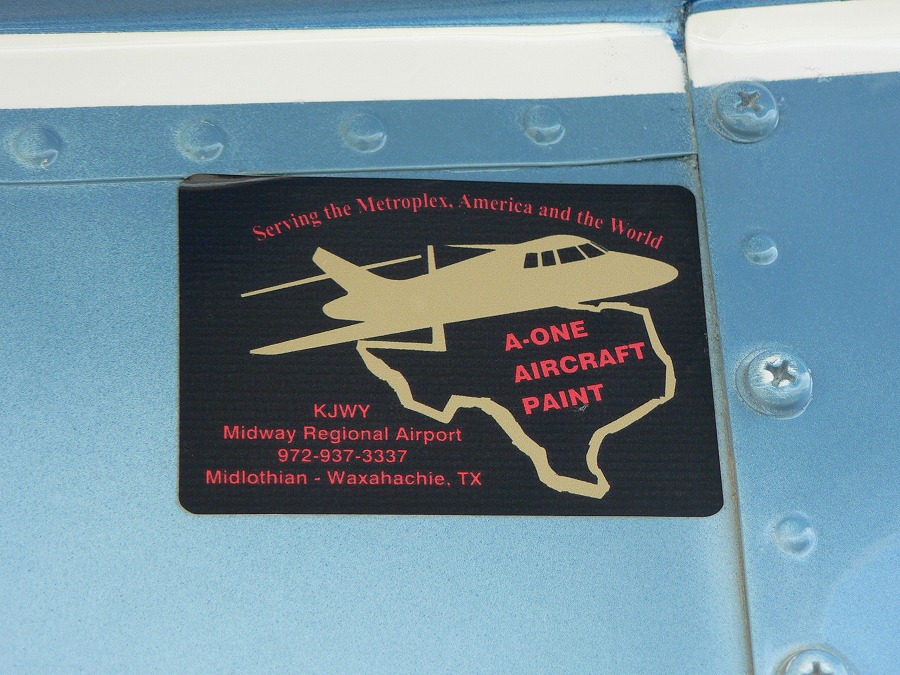 Serving the Metroplex, America and the World
A-ONE
AIRCRAFT
PAINT
KJWY
Midway Regional Airport
972-937-3337
Midlothian - Waxahachie, TX